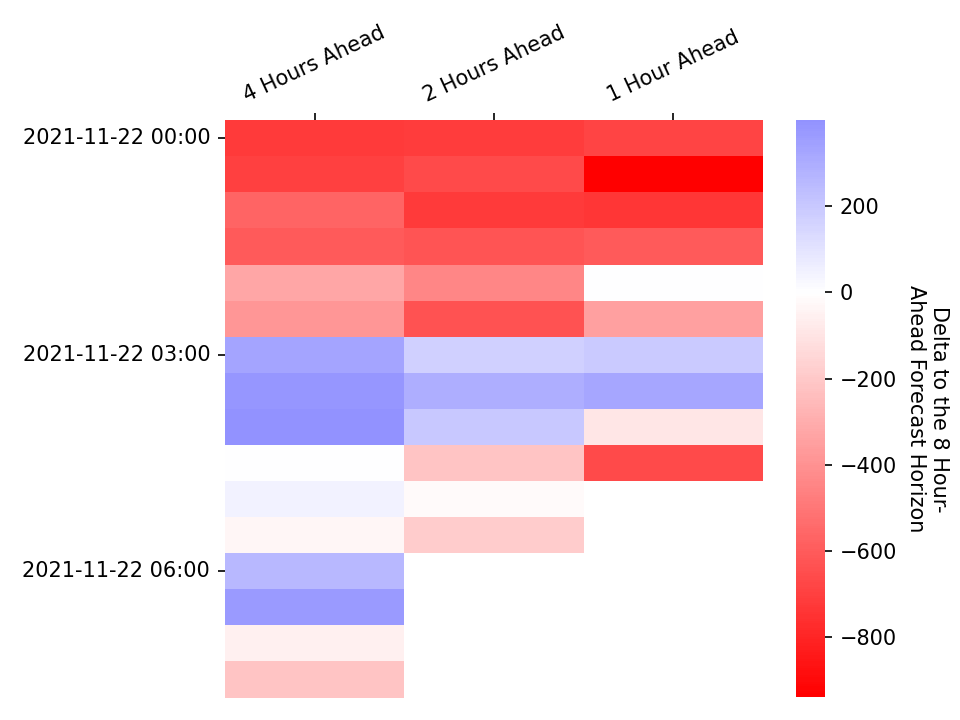 4 Hours Ahead
2 Hours Ahead
1 Hour Ahead
2021-11-22 00:00
2021-11-22 03:00
2021-11-22 06:00
200
0
−200
−400
−600
−800
Delta to the 8 Hour-
Ahead Forecast Horizon